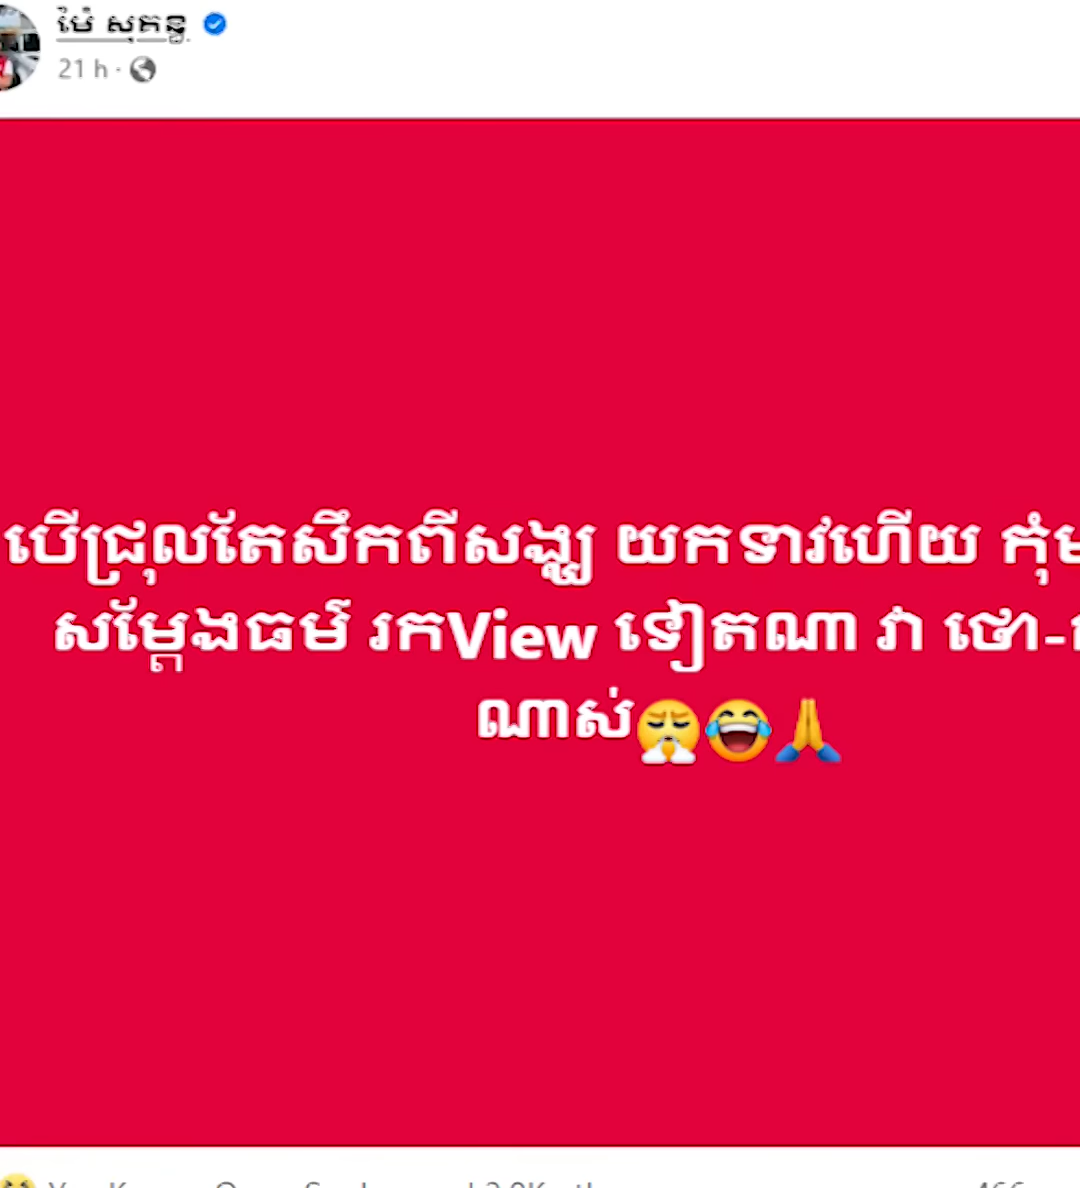 ម៉ៃ សុគន្ធ
21 h
បើជ្រុលតែសឹកពីសង្ឃ យកទាវហើយ កុំ
សម្តែងធម៌ រកView ទៀតណា វា ថោ-
ណាស់😤😂🙏